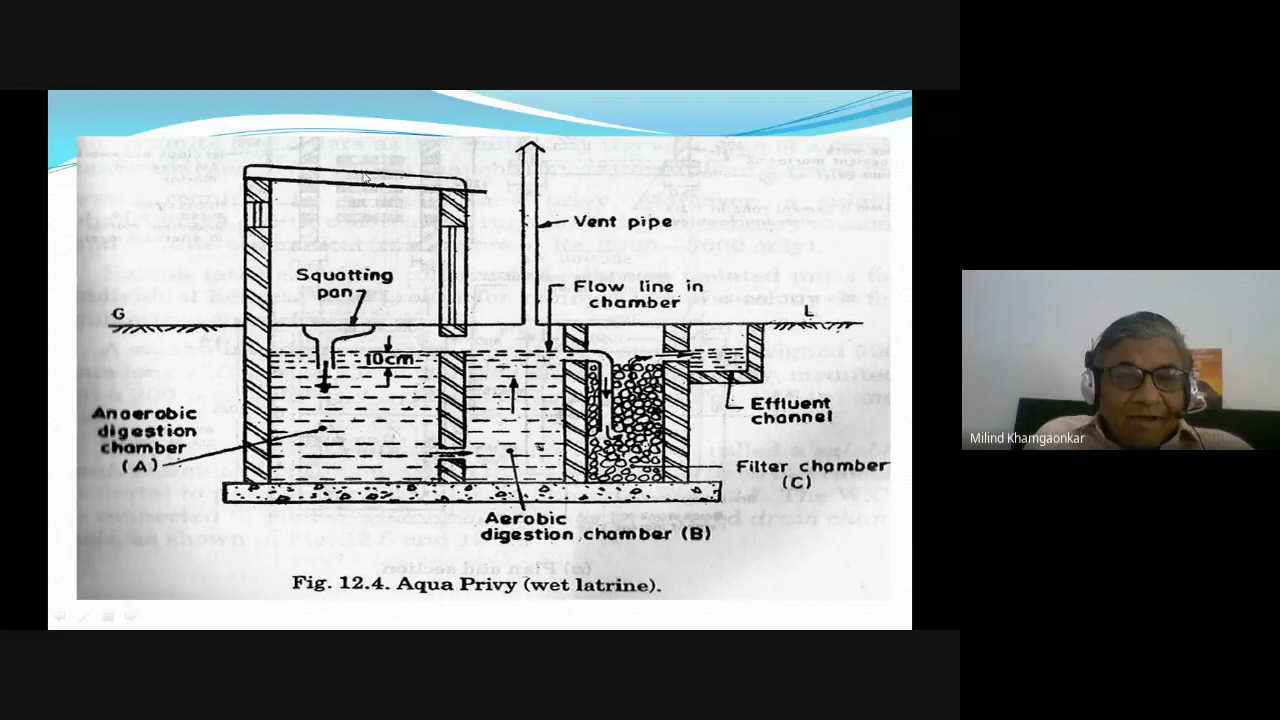 Vent pipe
Squatting
pan
Flow line in
chamber
G
L
10cm
Anaerobic
digestion
chamber
(A)
Effluent
channel
Filter chamber
(C)
Aerobic
digestion chamber (B)
Fig. 12.4. Aqua Privy (wet latrine).
Milind Khamgaonkar